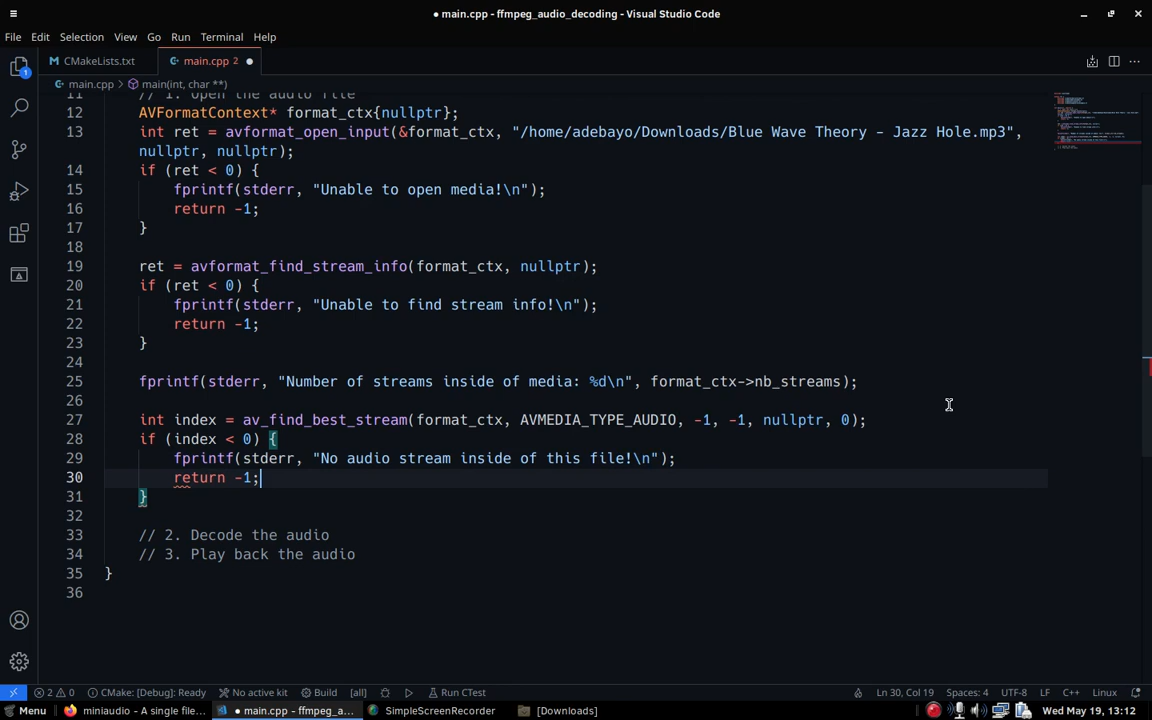 ● main.cpp - ffmpeg_audio_decoding - Visual Studio Code
File Edit Selection View Go Run Terminal Help
CMakeLists.txt main.cpp 2 ●
main.cpp > main(int, char **)
11 // 1. Open the audio file
12 AVFormatContext* format_ctx{nullptr};
13 int ret = avformat_open_input(&format_ctx, "/home/adebayo/Downloads/Blue Wave Theory - Jazz Hole.mp3",
nullptr, nullptr);
14 if (ret < 0) {
15 fprintf(stderr, "Unable to open media!\n");
16 return -1;
17 }
18
19 ret = avformat_find_stream_info(format_ctx, nullptr);
20 if (ret < 0) {
21 fprintf(stderr, "Unable to find stream info!\n");
22 return -1;
23 }
24
25 fprintf(stderr, "Number of streams inside of media: %d\n", format_ctx->nb_streams);
26
27 int index = av_find_best_stream(format_ctx, AVMEDIA_TYPE_AUDIO, -1, -1, nullptr, 0);
28 if (index < 0) {
29 fprintf(stderr, "No audio stream inside of this file!\n");
30 return -1;
31 }
32
33 // 2. Decode the audio
34 // 3. Play back the audio
35 }
36
2 0 CMake: [Debug]: Ready No active kit Build [all] Run CTest Ln 30, Col 19 Spaces: 4 UTF-8 LF C++ Linux
Menu miniaudio - A single file... ● main.cpp - ffmpeg_a... SimpleScreenRecorder [Downloads] Wed May 19, 13:12